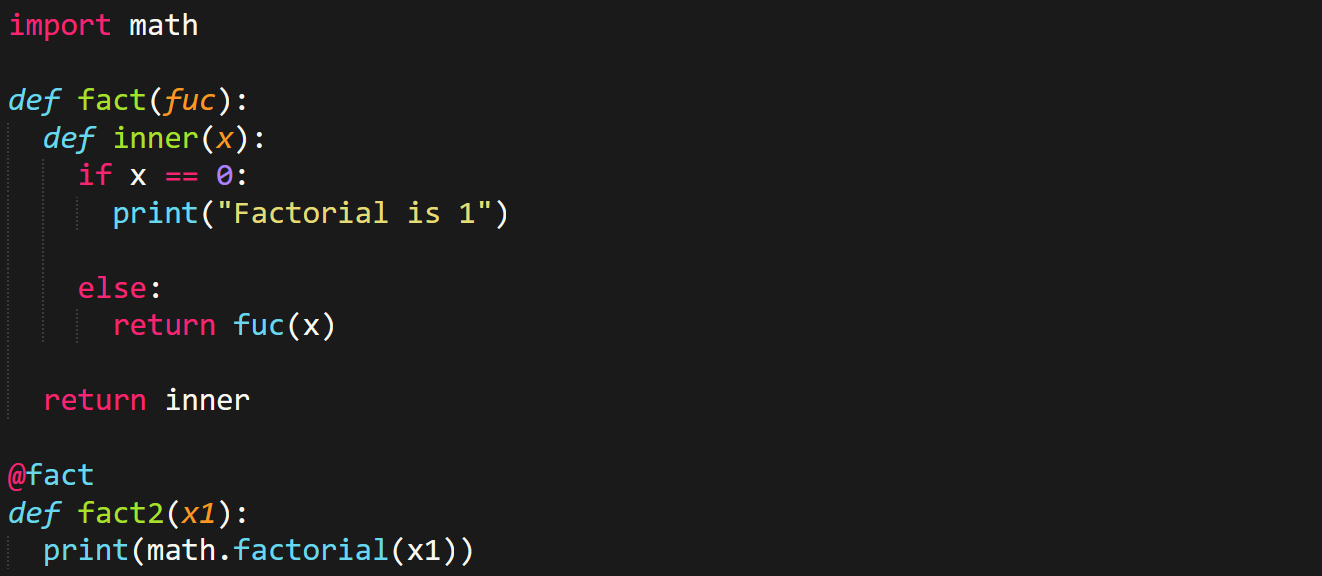 import math
def fact(fuc):
  def inner(x):
    if x == 0:
      print("Factorial is 1")
    else:
      return fuc(x)
  return inner
@fact
def fact2(x1):
  print(math.factorial(x1))